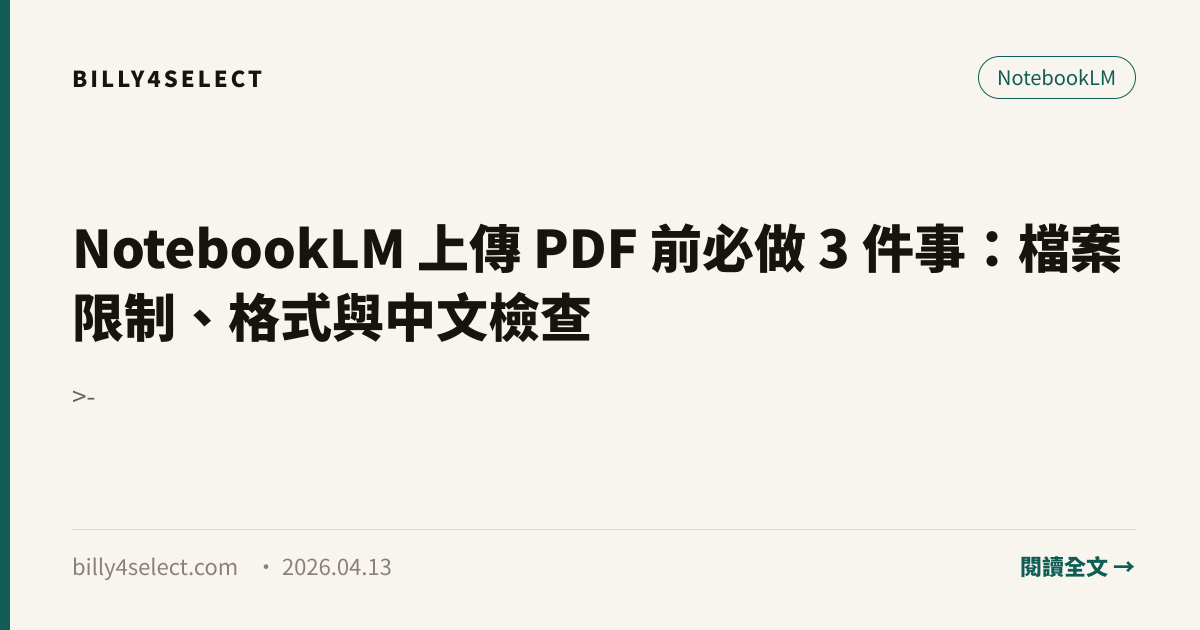 BILLY4SELECT
NotebookLM
NotebookLM 上傳 PDF 前必做 3 件事：檔案
限制、格式與中文檢查
>-
billy4select.com • 2026.04.13
閱讀全文 →